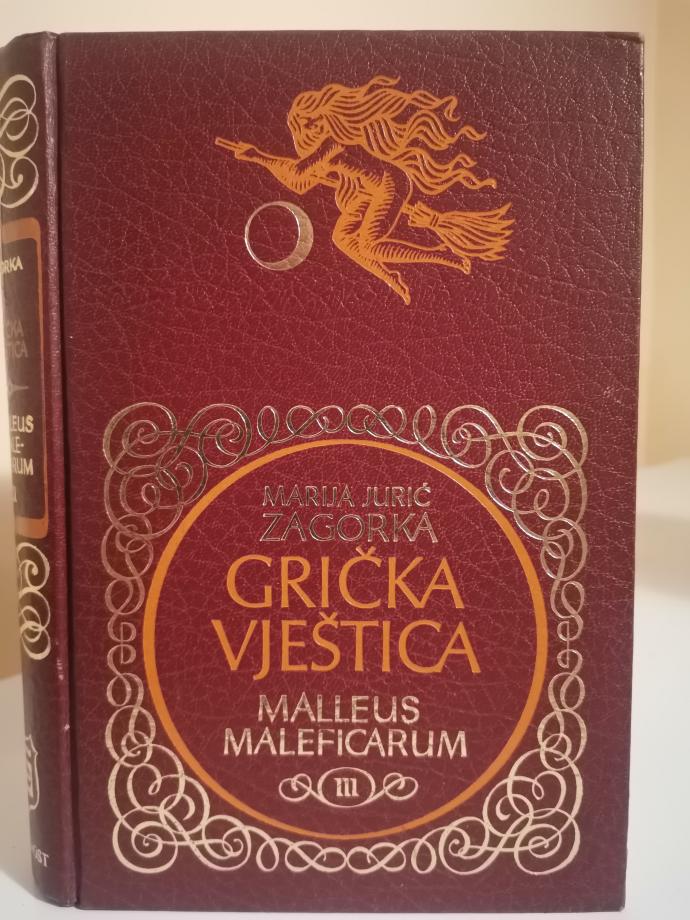 MARIJA JURIĆ
ZAGORKA
GRIČKA
VJEŠTICA
MALLEUS
MALEFICARUM
III